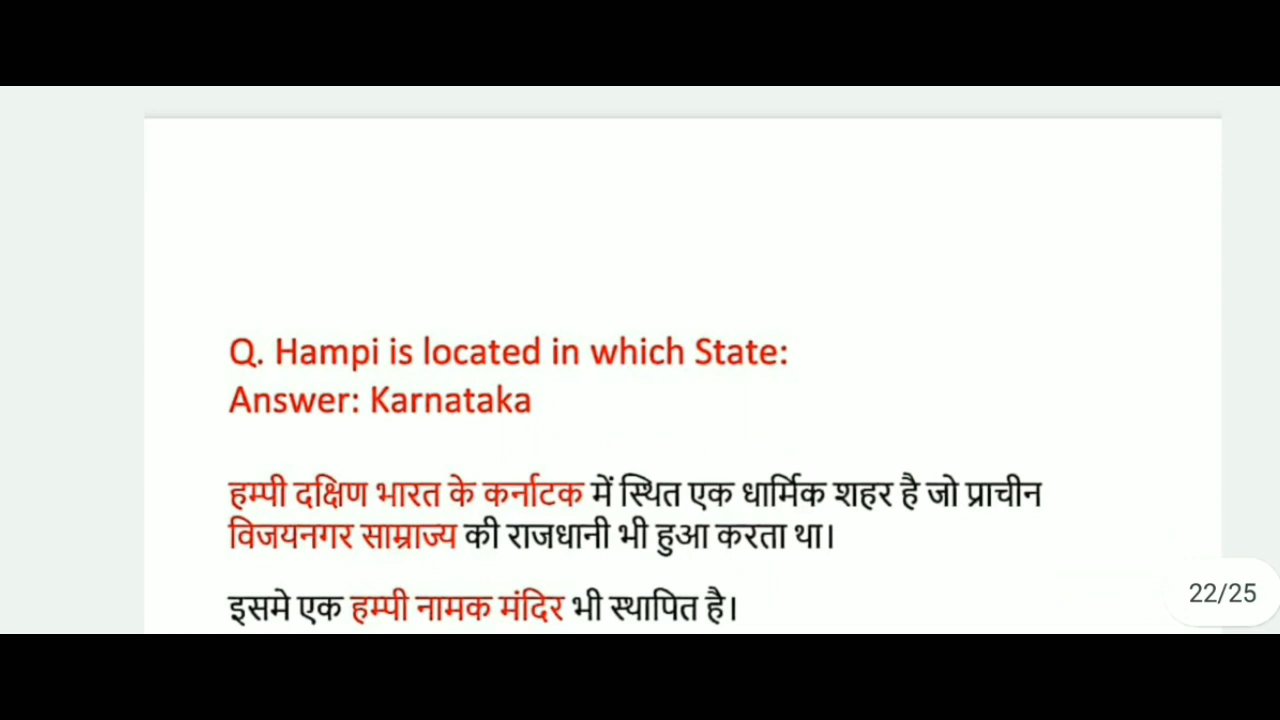 Q. Hampi is located in which State:
Answer: Karnataka
हम्पी दक्षिण भारत के कर्नाटक में स्थित एक धार्मिक शहर है जो प्राचीन
विजयनगर साम्राज्य की राजधानी भी हुआ करता था।
इसमे एक हम्पी नामक मंदिर भी स्थापित है।
22/25